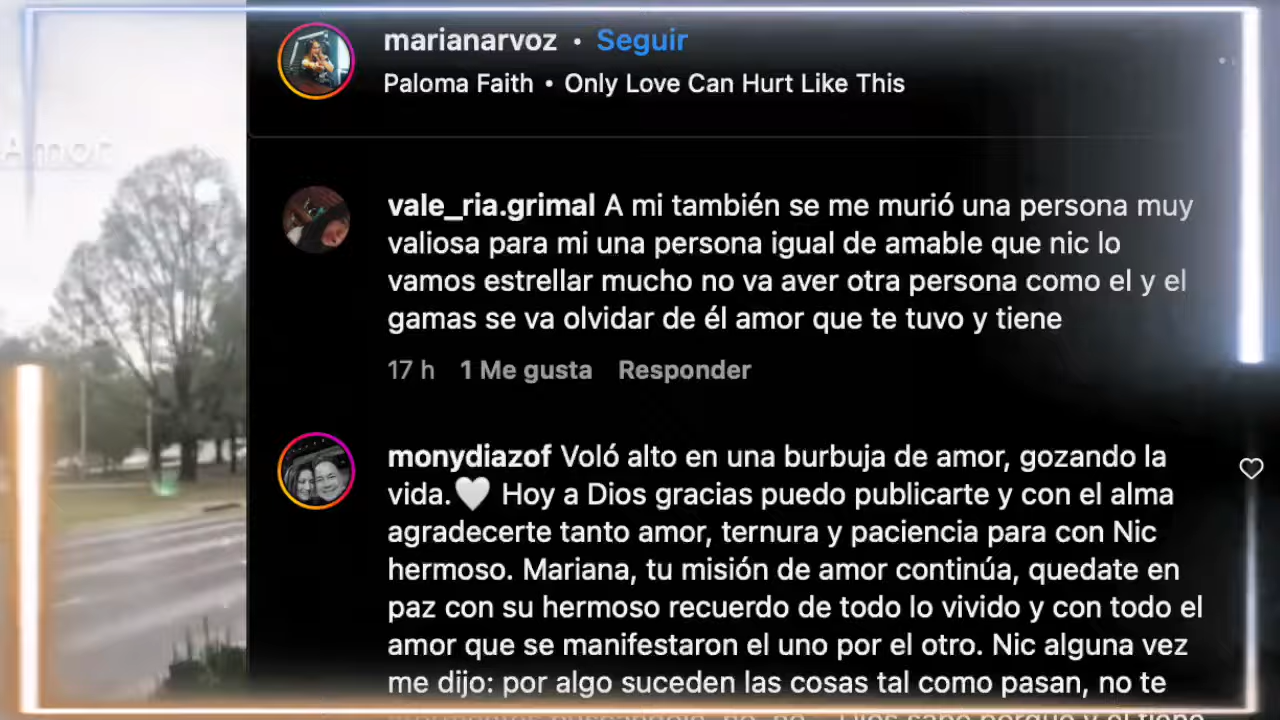 marianarvoz • Seguir
Paloma Faith • Only Love Can Hurt Like This
Amor
vale_ria.grimal A mi también se me murió una persona muy
valiosa para mi una persona igual de amable que nic lo
vamos estrellar mucho no va aver otra persona como el y el
gamas se va olvidar de él amor que te tuvo y tiene
17 h 1 Me gusta Responder
monydiazof Voló alto en una burbuja de amor, gozando la
vida.🤍 Hoy a Dios gracias puedo publicarte y con el alma
agradecerte tanto amor, ternura y paciencia para con Nic
hermoso. Mariana, tu misión de amor continúa, quedate en
paz con su hermoso recuerdo de todo lo vivido y con todo el
amor que se manifestaron el uno por el otro. Nic alguna vez
me dijo: por algo suceden las cosas tal como pasan, no te